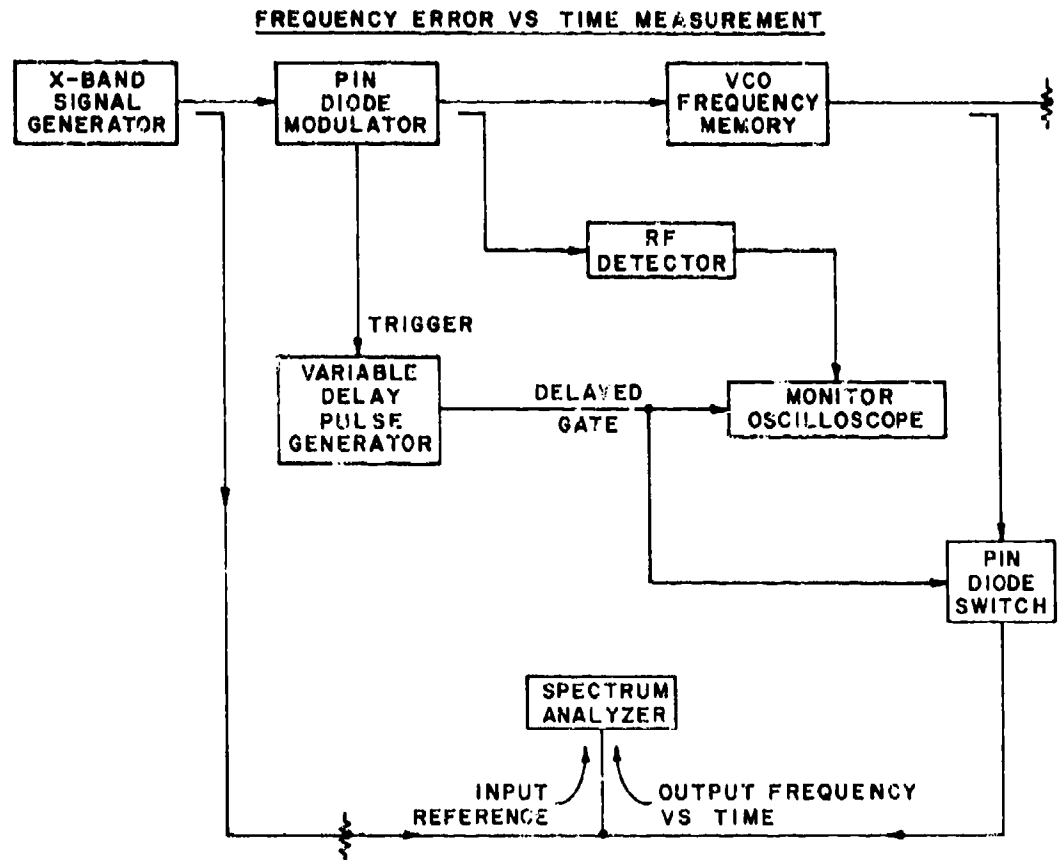 FREQUENCY ERROR VS TIME MEASUREMENT
X-BAND
SIGNAL
GENERATOR
PIN
DIODE
MODULATOR
VCO
FREQUENCY
MEMORY
RF
DETECTOR
TRIGGER
VARIABLE
DELAY
PULSE
GENERATOR
DELAYED
GATE
MONITOR
OSCILLOSCOPE
PIN
DIODE
SWITCH
SPECTRUM
ANALYZER
INPUT
REFERENCE
OUTPUT FREQUENCY
VS TIME